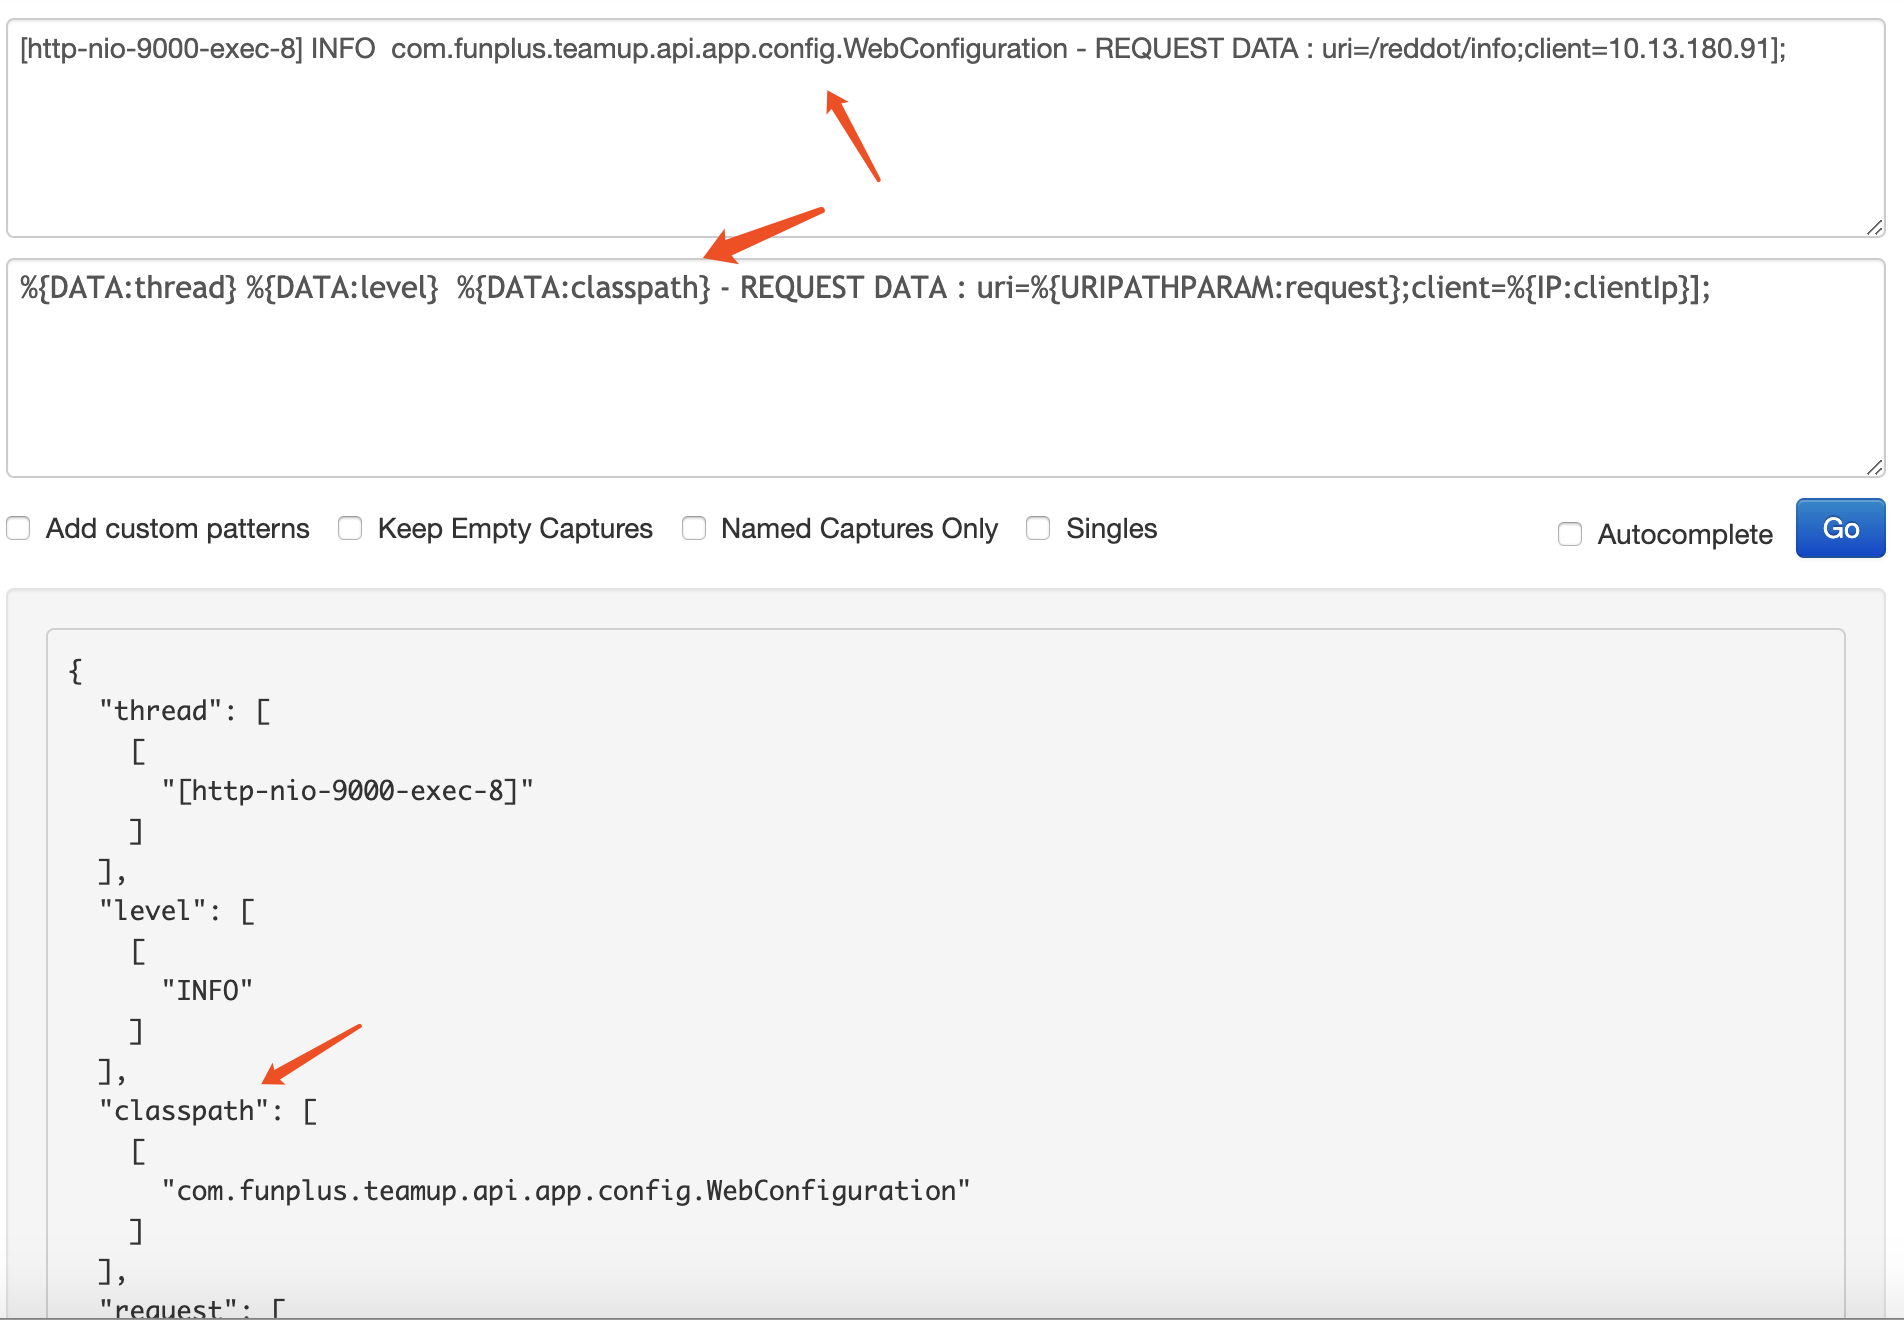 [http-nio-9000-exec-8] INFO  com.funplus.teamup.api.app.config.WebConfiguration - REQUEST DATA : uri=/reddot/info;client=10.13.180.91];
%{DATA:thread} %{DATA:level}  %{DATA:classpath} - REQUEST DATA : uri=%{URIPATHPARAM:request};client=%{IP:clientIp}];
Add custom patterns Keep Empty Captures Named Captures Only Singles Autocomplete Go
{
  "thread": [
    [
      "[http-nio-9000-exec-8]"
    ]
  ],
  "level": [
    [
      "INFO"
    ]
  ],
  "classpath": [
    [
      "com.funplus.teamup.api.app.config.WebConfiguration"
    ]
  ],
  "request": [